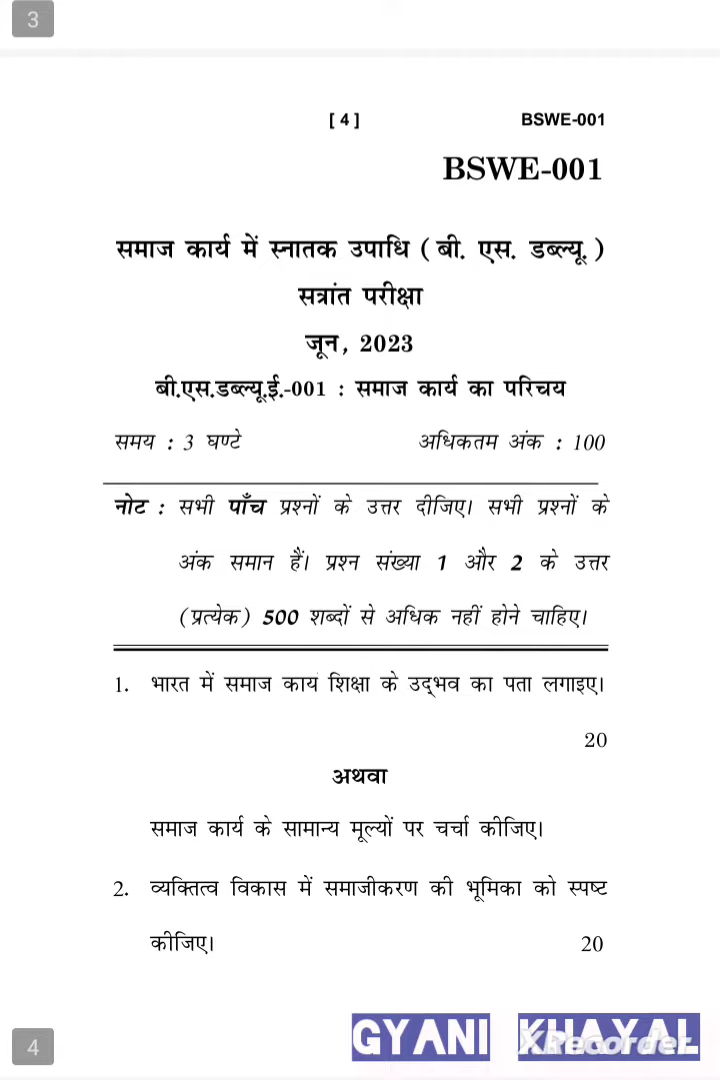 3
[ 4 ] BSWE-001
BSWE-001
समाज कार्य में स्नातक उपाधि ( बी. एस. डब्ल्यू. )
सत्रांत परीक्षा
जून, 2023
बी.एस.डब्ल्यू.ई.-001 : समाज कार्य का परिचय
समय : 3 घण्टे अधिकतम अंक : 100
नोट : सभी पाँच प्रश्नों के उत्तर दीजिए। सभी प्रश्नों के
अंक समान हैं। प्रश्न संख्या 1 और 2 के उत्तर
(प्रत्येक) 500 शब्दों से अधिक नहीं होने चाहिए।
1. भारत में समाज काय शिक्षा के उद्भव का पता लगाइए।
20
अथवा
समाज कार्य के सामान्य मूल्यों पर चर्चा कीजिए।
2. व्यक्तित्व विकास में समाजीकरण की भूमिका को स्पष्ट
कीजिए। 20
GYANI KHAYAL
XRecorder
4